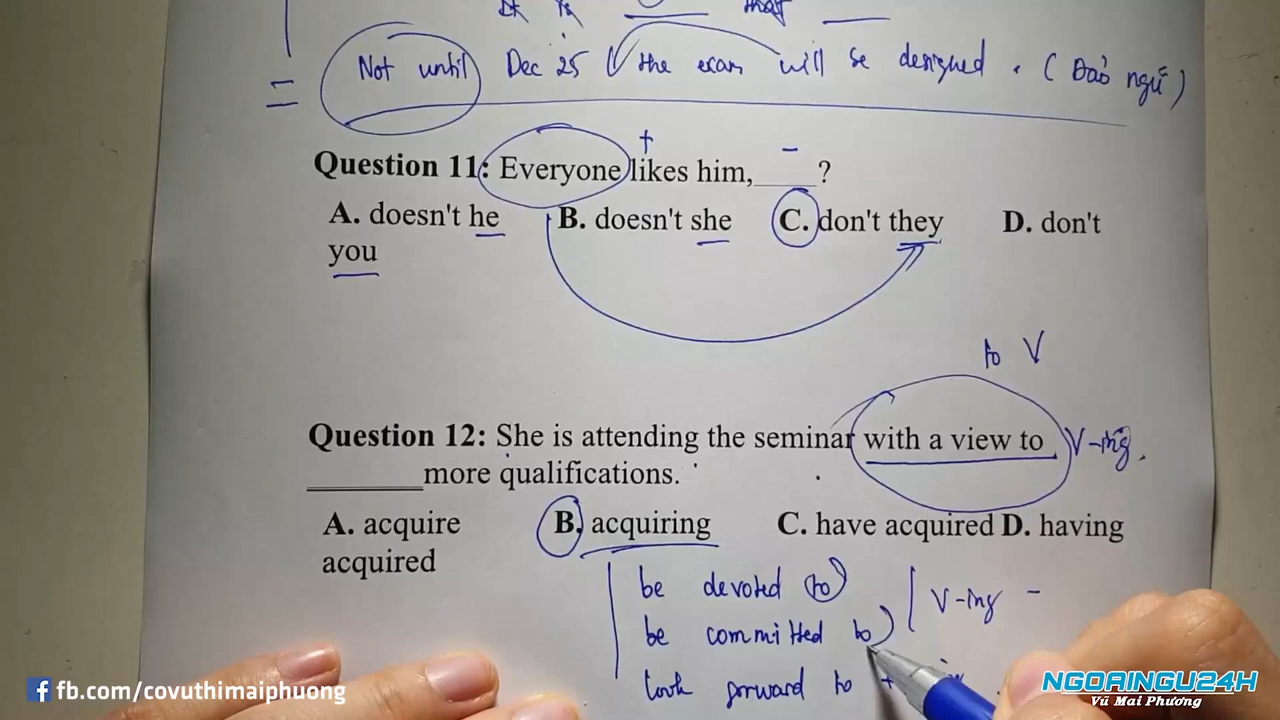 Not until Dec 25 the exam will be designed . ( Đảo ngữ )
+ -
Question 11: Everyone likes him,_____?
A. doesn't he B. doesn't she C. don't they D. don't
you
to V
Question 12: She is attending the seminar with a view to V-ing .
________more qualifications.
A. acquire B. acquiring C. have acquired D. having
acquired
be devoted to
be committed to V-ing
look forward to +
fb.com/covuthimaiphuong
NGOAINGU24H
Vũ Mai Phương